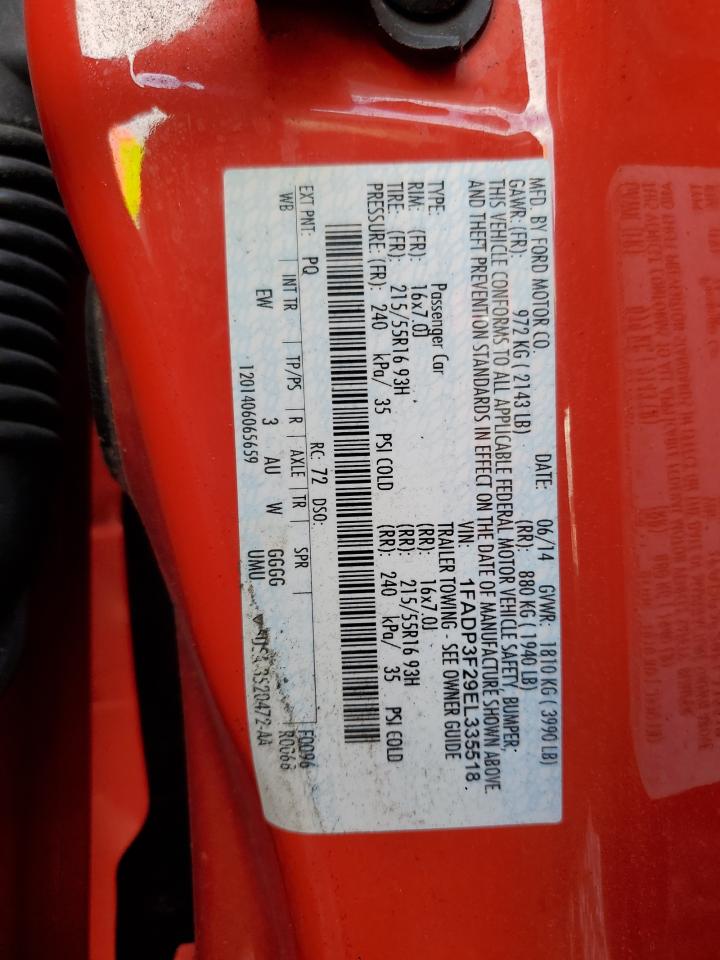 MFD. BY FORD MOTOR CO. DATE: 06/14 GVWR: 1810 KG ( 3990 LB)
GAWR: (FR): 972 KG ( 2143 LB) (RR): 880 KG ( 1940 LB)
THIS VEHICLE CONFORMS TO ALL APPLICABLE FEDERAL MOTOR VEHICLE SAFETY, BUMPER,
AND THEFT PREVENTION STANDARDS IN EFFECT ON THE DATE OF MANUFACTURE SHOWN ABOVE.
VIN: 1FADP3F29EL335518
TYPE: Passenger Car TRAILER TOWING - SEE OWNER GUIDE
RIM: (FR): 16x7.0J (RR): 16x7.0J
TIRE: (FR): 215/55R16 93H (RR): 215/55R16 93H
PRESSURE: (FR): 240 kPa/ 35 PSI COLD (RR): 240 kPa/ 35 PSI COLD
EXT PNT: PQ RC: 72 DSO: F0096
WB INT TR TP/PS R AXLE TR SPR R0066
EW 3 AU W GGGG
1201406065659 UMU 3S20472-AA